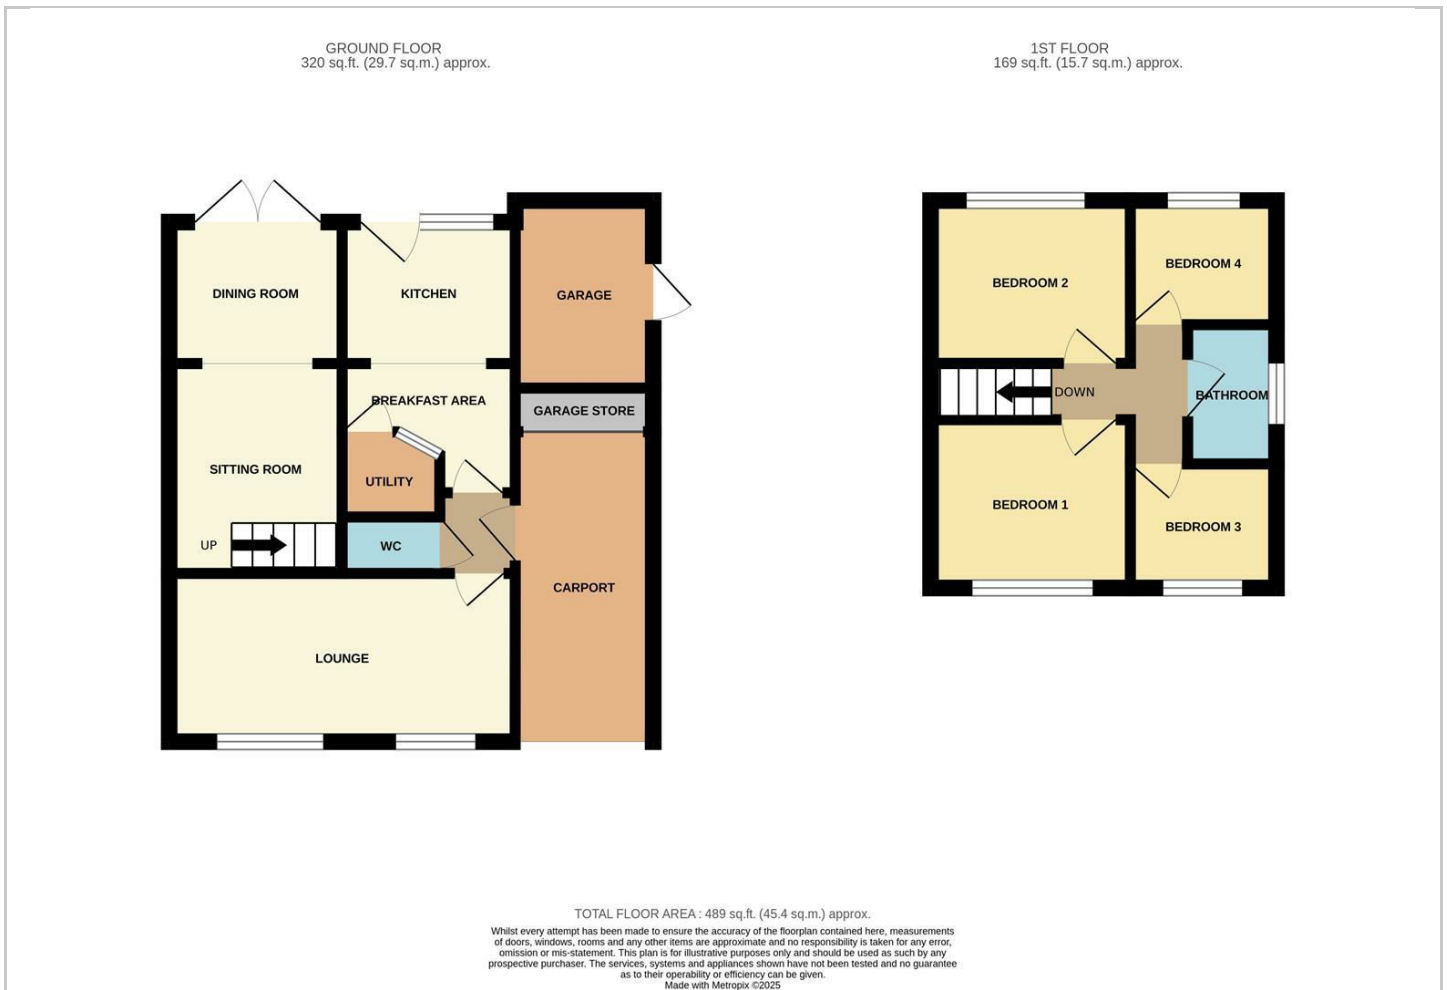 GROUND FLOOR
320 sq.ft. (29.7 sq.m.) approx.
1ST FLOOR
169 sq.ft. (15.7 sq.m.) approx.
DINING ROOM
KITCHEN
GARAGE
BREAKFAST AREA
GARAGE STORE
SITTING ROOM
UTILITY
UP
WC
CARPORT
LOUNGE
BEDROOM 2
BEDROOM 4
DOWN
BATHROOM
BEDROOM 1
BEDROOM 3
TOTAL FLOOR AREA : 489 sq.ft. (45.4 sq.m.) approx.
Whilst every attempt has been made to ensure the accuracy of the floorplan contained here, measurements
of doors, windows, rooms and any other items are approximate and no responsibility is taken for any error,
omission or mis-statement. This plan is for illustrative purposes only and should be used as such by any
prospective purchaser. The services, systems and appliances shown have not been tested and no guarantee
as to their operability or efficiency can be given.
Made with Metropix ©2025